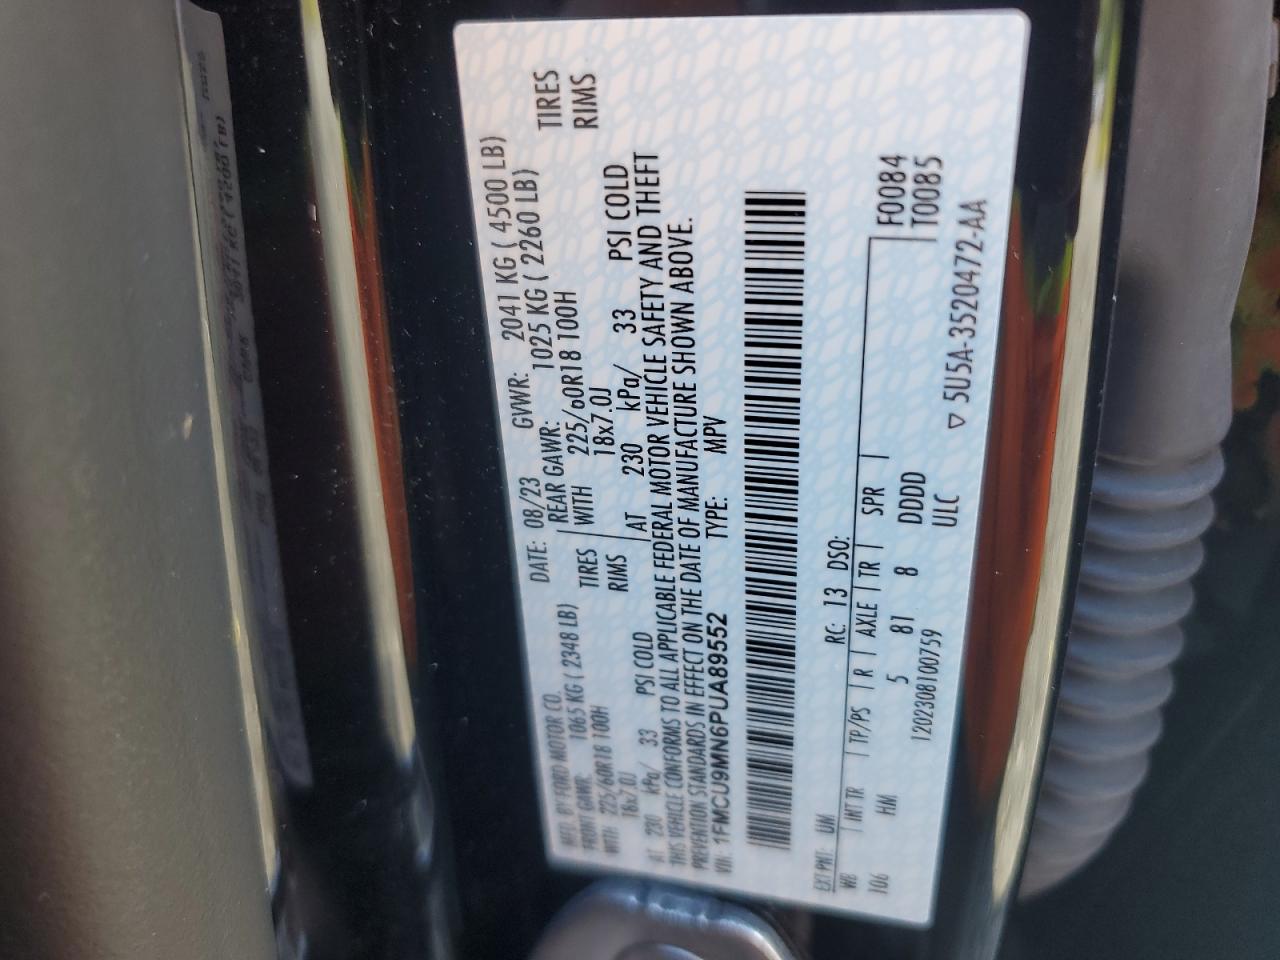 MFD. BY FORD MOTOR CO. DATE: 08/23 GVWR: 2041 KG ( 4500 LB)
FRONT GAWR: 1065 KG ( 2348 LB) REAR GAWR: 1025 KG ( 2260 LB)
WITH 225/60R18 100H TIRES WITH 225/60R18 100H TIRES
18x7.0J RIMS 18x7.0J RIMS
AT 230 kPa/ 33 PSI COLD AT 230 kPa/ 33 PSI COLD
THIS VEHICLE CONFORMS TO ALL APPLICABLE FEDERAL MOTOR VEHICLE SAFETY AND THEFT
PREVENTION STANDARDS IN EFFECT ON THE DATE OF MANUFACTURE SHOWN ABOVE.
VIN: 1FMCU9MN6PUA89552 TYPE: MPV
EXT PNT: UM RC: 13 DSO:
WB INT TR TP/PS R AXLE TR SPR F0084
106 HM 5 81 8 DDDD T0085
1202308100759 ULC
▽ 5U5A-3520472-AA